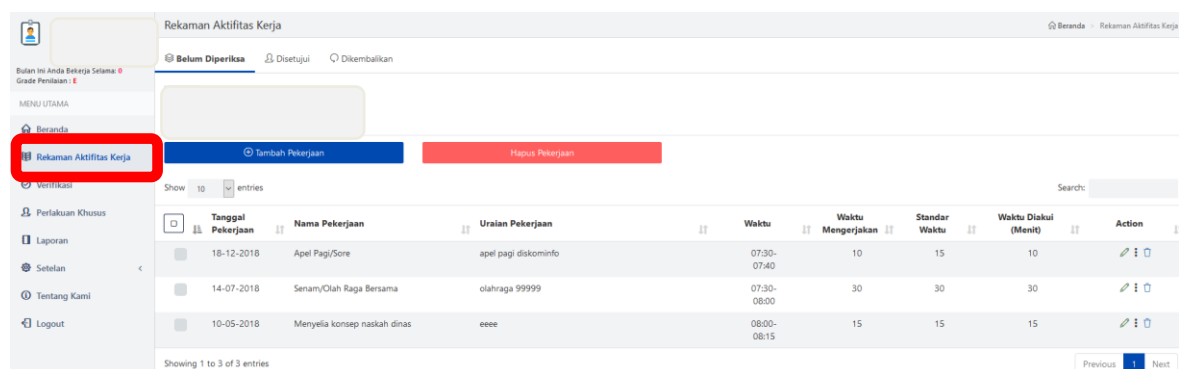 Rekaman Aktifitas Kerja
Beranda Rekaman Aktifitas Kerja
Belum Diperiksa Disetujui Dikembalikan
Bulan Ini Anda Bekerja Selama: 0
Grade Penilaian : E
MENU UTAMA
Beranda
Rekaman Aktifitas Kerja
Verifikasi
Perlakuan Khusus
Laporan
Setelan
Tentang Kami
Logout
Tambah Pekerjaan Hapus Pekerjaan
Show 10 entries Search:
Tanggal Pekerjaan Nama Pekerjaan Uraian Pekerjaan Waktu Waktu Mengerjakan Standar Waktu Waktu Diakui (Menit) Action
18-12-2018 Apel Pagi/Sore apel pagi diskominfo 07:30-07:40 10 15 10
14-07-2018 Senam/Olah Raga Bersama olahraga 99999 07:30-08:00 30 30 30
10-05-2018 Menyelia konsep naskah dinas eeee 08:00-08:15 15 15 15
Showing 1 to 3 of 3 entries Previous 1 Next